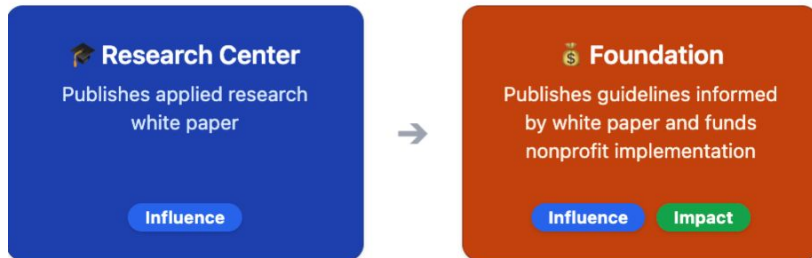 Research Center
Publishes applied research
white paper
Influence
Foundation
Publishes guidelines informed
by white paper and funds
nonprofit implementation
Influence
Impact